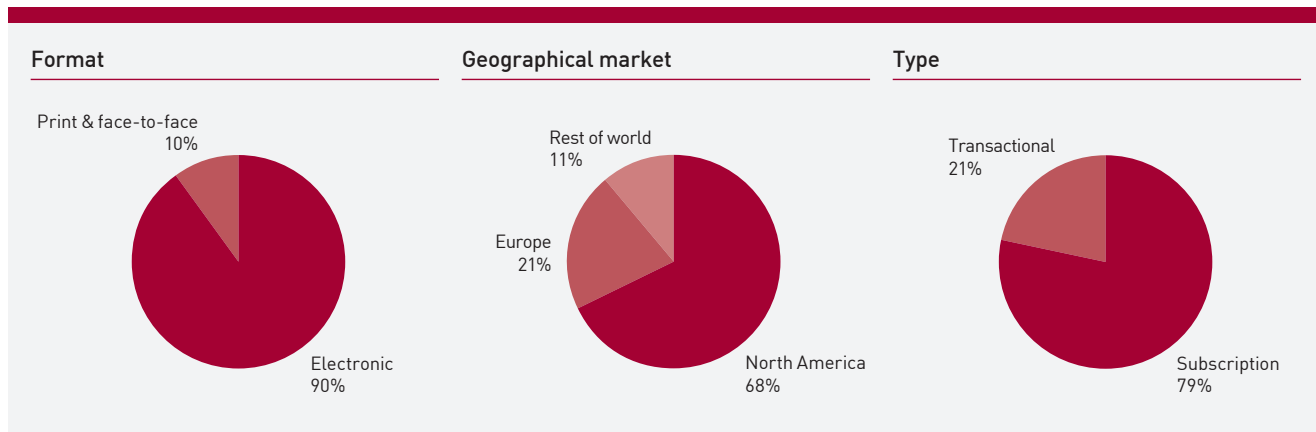 Format
Print & face-to-face
10%
Electronic
90%
Geographical market
Rest of world
11%
Europe
21%
North America
68%
Type
Transactional
21%
Subscription
79%